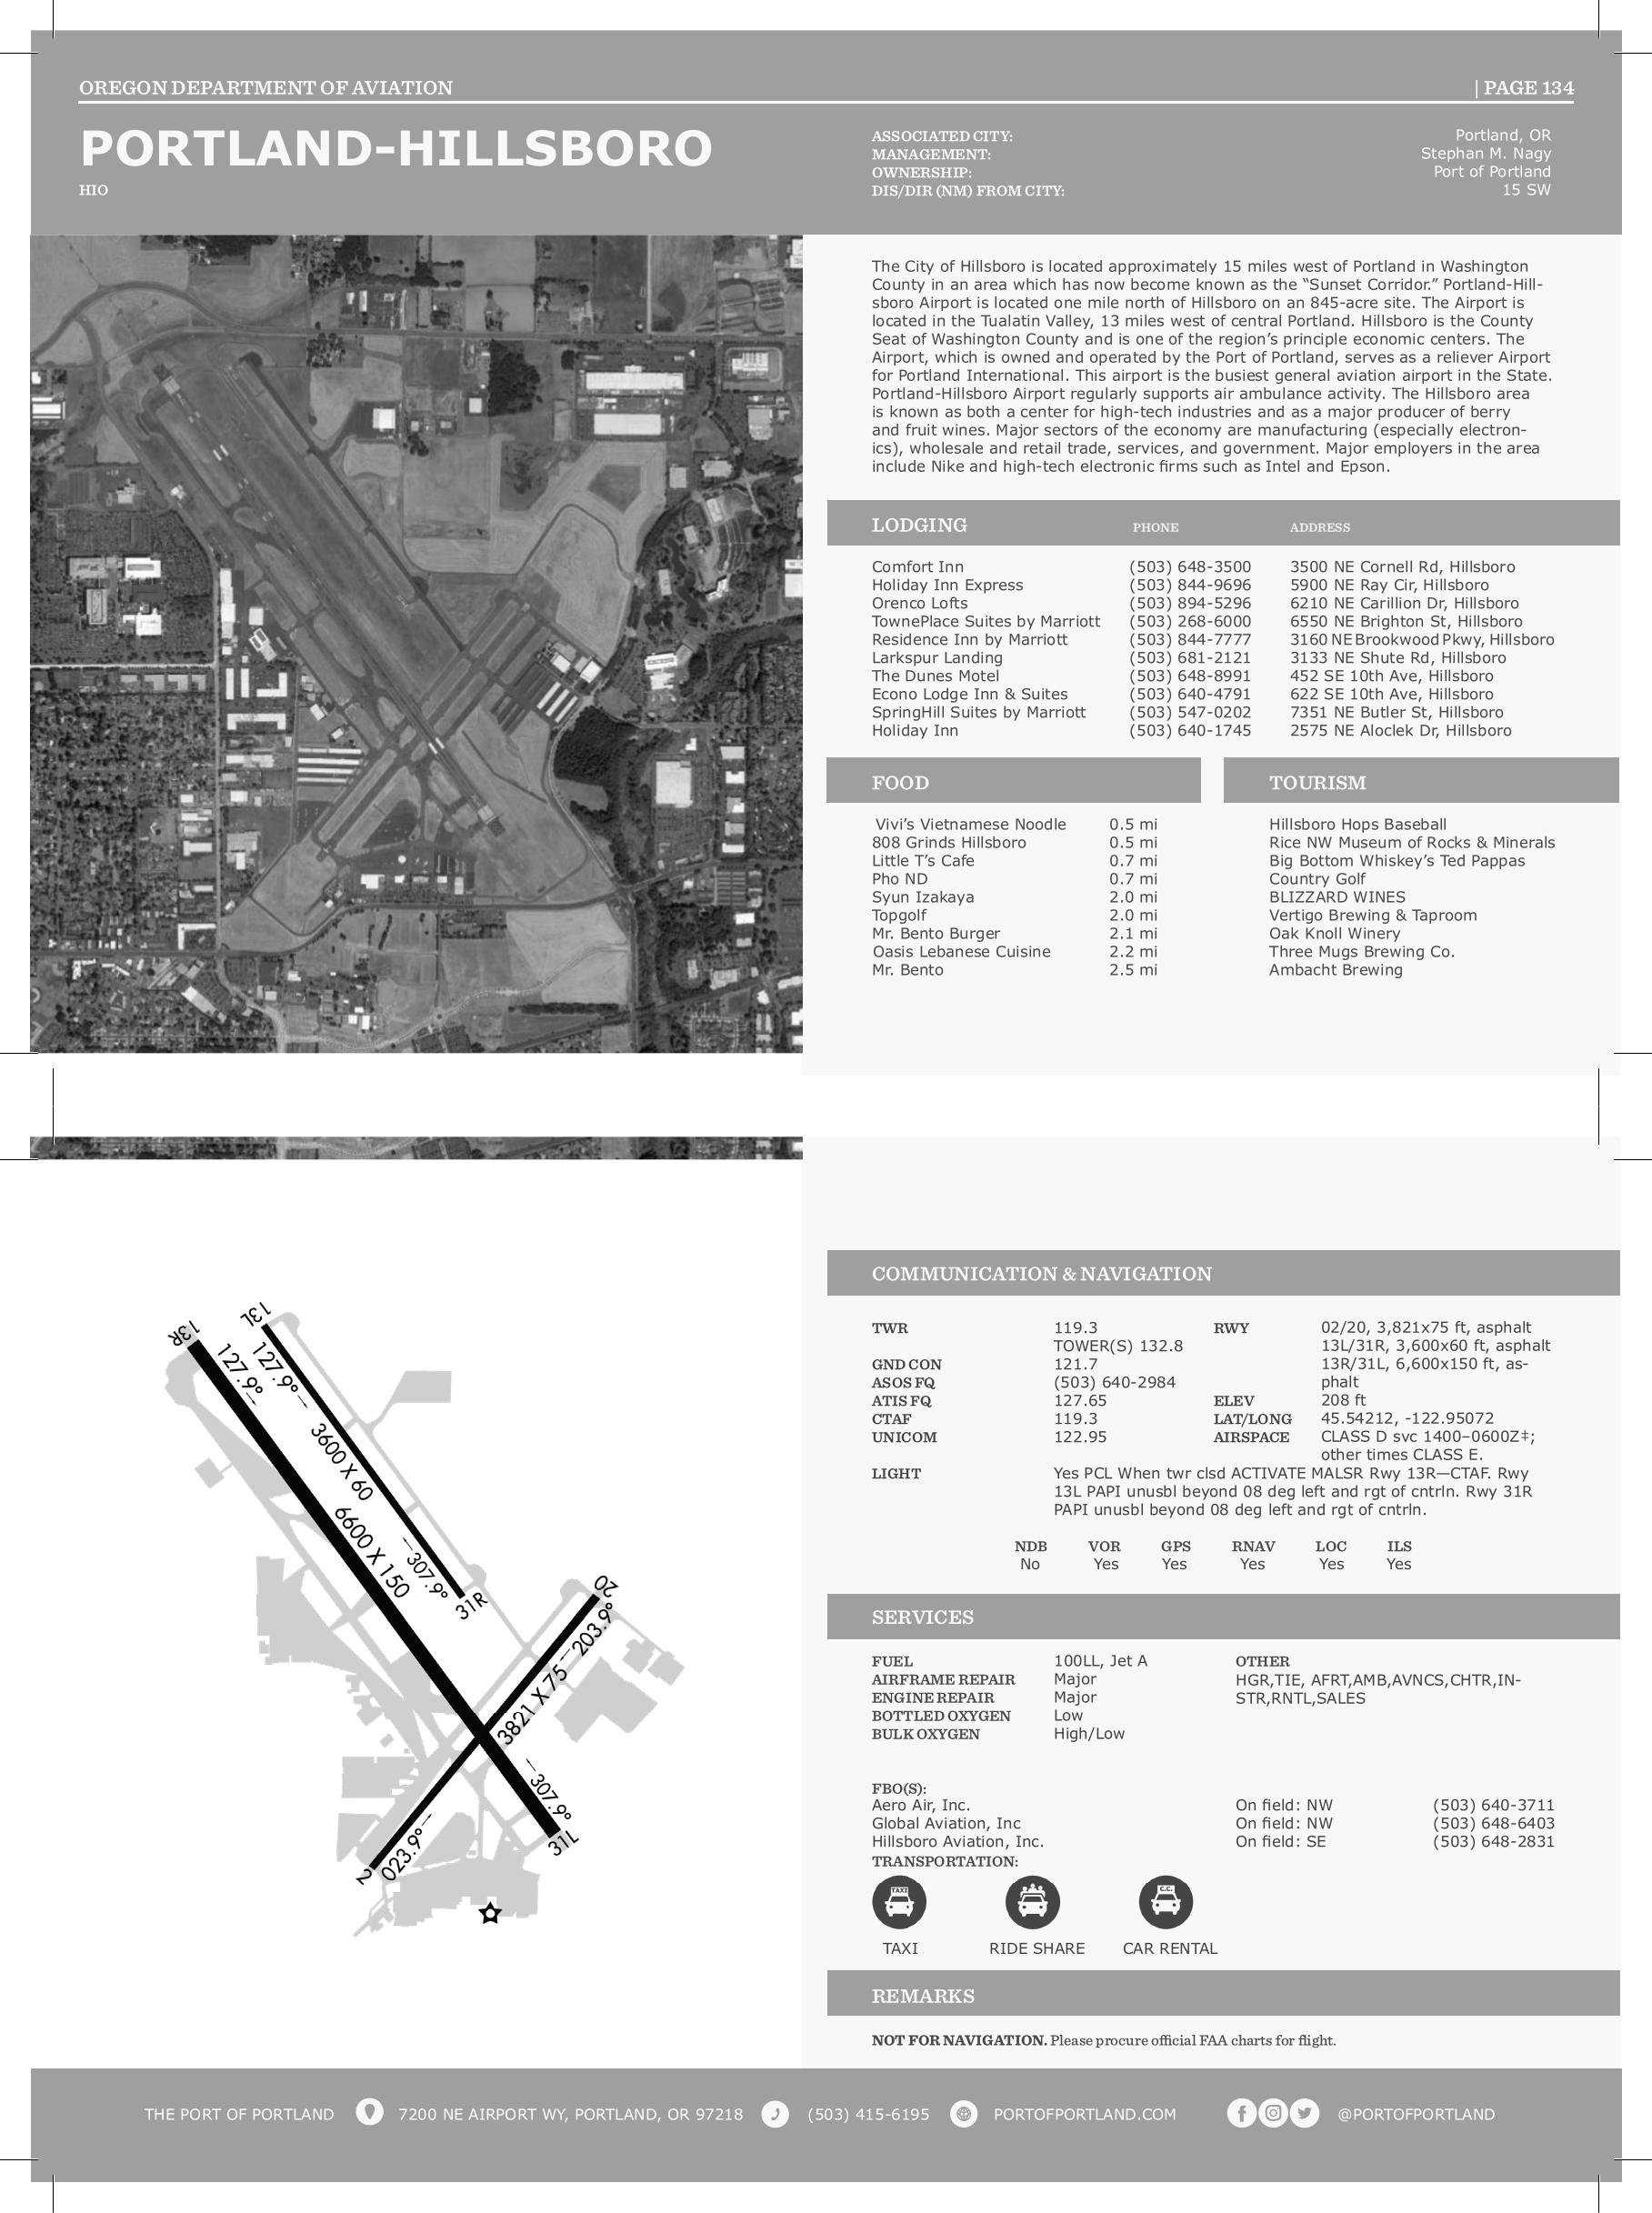 OREGON DEPARTMENT OF AVIATION | PAGE 134
PORTLAND-HILLSBORO
HIO
ASSOCIATED CITY: Portland, OR
MANAGEMENT: Stephan M. Nagy
OWNERSHIP: Port of Portland
DIS/DIR (NM) FROM CITY: 15 SW
The City of Hillsboro is located approximately 15 miles west of Portland in Washington
County in an area which has now become known as the “Sunset Corridor.” Portland-Hill-
sboro Airport is located one mile north of Hillsboro on an 845-acre site. The Airport is
located in the Tualatin Valley, 13 miles west of central Portland. Hillsboro is the County
Seat of Washington County and is one of the region’s principle economic centers. The
Airport, which is owned and operated by the Port of Portland, serves as a reliever Airport
for Portland International. This airport is the busiest general aviation airport in the State.
Portland-Hillsboro Airport regularly supports air ambulance activity. The Hillsboro area
is known as both a center for high-tech industries and as a major producer of berry
and fruit wines. Major sectors of the economy are manufacturing (especially electron-
ics), wholesale and retail trade, services, and government. Major employers in the area
include Nike and high-tech electronic firms such as Intel and Epson.
LODGING PHONE ADDRESS
Comfort Inn (503) 648-3500 3500 NE Cornell Rd, Hillsboro
Holiday Inn Express (503) 844-9696 5900 NE Ray Cir, Hillsboro
Orenco Lofts (503) 894-5296 6210 NE Carillion Dr, Hillsboro
TownePlace Suites by Marriott (503) 268-6000 6550 NE Brighton St, Hillsboro
Residence Inn by Marriott (503) 844-7777 3160 NE Brookwood Pkwy, Hillsboro
Larkspur Landing (503) 681-2121 3133 NE Shute Rd, Hillsboro
The Dunes Motel (503) 648-8991 452 SE 10th Ave, Hillsboro
Econo Lodge Inn & Suites (503) 640-4791 622 SE 10th Ave, Hillsboro
SpringHill Suites by Marriott (503) 547-0202 7351 NE Butler St, Hillsboro
Holiday Inn (503) 640-1745 2575 NE Aloclek Dr, Hillsboro
FOOD
Vivi’s Vietnamese Noodle 0.5 mi
808 Grinds Hillsboro 0.5 mi
Little T’s Cafe 0.7 mi
Pho ND 0.7 mi
Syun Izakaya 2.0 mi
Topgolf 2.0 mi
Mr. Bento Burger 2.1 mi
Oasis Lebanese Cuisine 2.2 mi
Mr. Bento 2.5 mi
TOURISM
Hillsboro Hops Baseball
Rice NW Museum of Rocks & Minerals
Big Bottom Whiskey’s Ted Pappas
Country Golf
BLIZZARD WINES
Vertigo Brewing & Taproom
Oak Knoll Winery
Three Mugs Brewing Co.
Ambacht Brewing
13R
13L
127.9°
127.9°
3600 X 60
6600 X 150
307.9°
31R
20
203.9°
3821 X 75
307.9°
31L
023.9°
2
COMMUNICATION & NAVIGATION
TWR 119.3
TOWER(S) 132.8
GND CON 121.7
ASOS FQ (503) 640-2984
ATIS FQ 127.65
CTAF 119.3
UNICOM 122.95
RWY 02/20, 3,821x75 ft, asphalt
13L/31R, 3,600x60 ft, asphalt
13R/31L, 6,600x150 ft, as-
phalt
ELEV 208 ft
LAT/LONG 45.54212, -122.95072
AIRSPACE CLASS D svc 1400–0600Z‡;
other times CLASS E.
LIGHT Yes PCL When twr clsd ACTIVATE MALSR Rwy 13R—CTAF. Rwy
13L PAPI unusbl beyond 08 deg left and rgt of cntrln. Rwy 31R
PAPI unusbl beyond 08 deg left and rgt of cntrln.
NDB VOR GPS RNAV LOC ILS
No Yes Yes Yes Yes Yes
SERVICES
FUEL 100LL, Jet A
AIRFRAME REPAIR Major
ENGINE REPAIR Major
BOTTLED OXYGEN Low
BULK OXYGEN High/Low
OTHER
HGR,TIE, AFRT,AMB,AVNCS,CHTR,IN-
STR,RNTL,SALES
FBO(S):
Aero Air, Inc. On field: NW (503) 640-3711
Global Aviation, Inc On field: NW (503) 648-6403
Hillsboro Aviation, Inc. On field: SE (503) 648-2831
TRANSPORTATION:
TAXI C.C.
TAXI RIDE SHARE CAR RENTAL
REMARKS
NOT FOR NAVIGATION. Please procure official FAA charts for flight.
THE PORT OF PORTLAND 7200 NE AIRPORT WY, PORTLAND, OR 97218 (503) 415-6195 PORTOFPORTLAND.COM @PORTOFPORTLAND